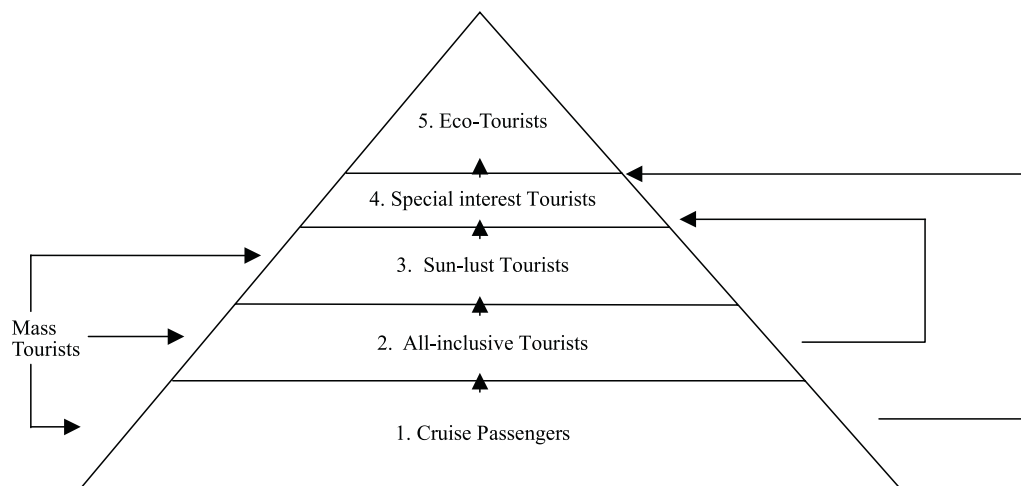 5. Eco-Tourists
4. Special interest Tourists
3. Sun-lust Tourists
Mass
Tourists
2. All-inclusive Tourists
1. Cruise Passengers